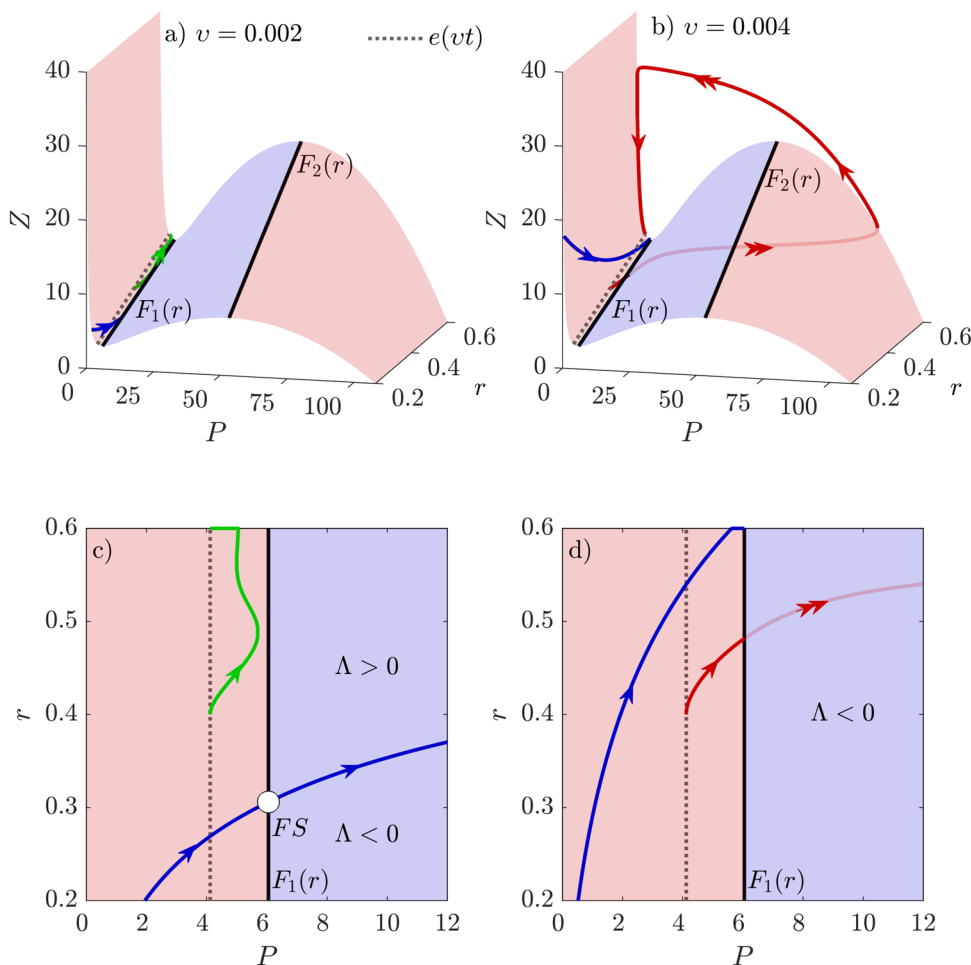 a) υ = 0.002
e(υt)
b) υ = 0.004
40
30
20
10
0
Z
F₂(r)
F₁(r)
0
25
50
75
100
P
0.2
0.4
0.6
r
40
30
20
10
0
Z
F₂(r)
F₁(r)
0
25
50
75
100
P
0.2
0.4
0.6
r
c)
0.6
0.5
0.4
0.3
0.2
r
Λ > 0
Λ < 0
FS
F₁(r)
0 2 4 6 8 10 12
P
d)
0.6
0.5
0.4
0.3
0.2
r
Λ < 0
F₁(r)
0 2 4 6 8 10 12
P